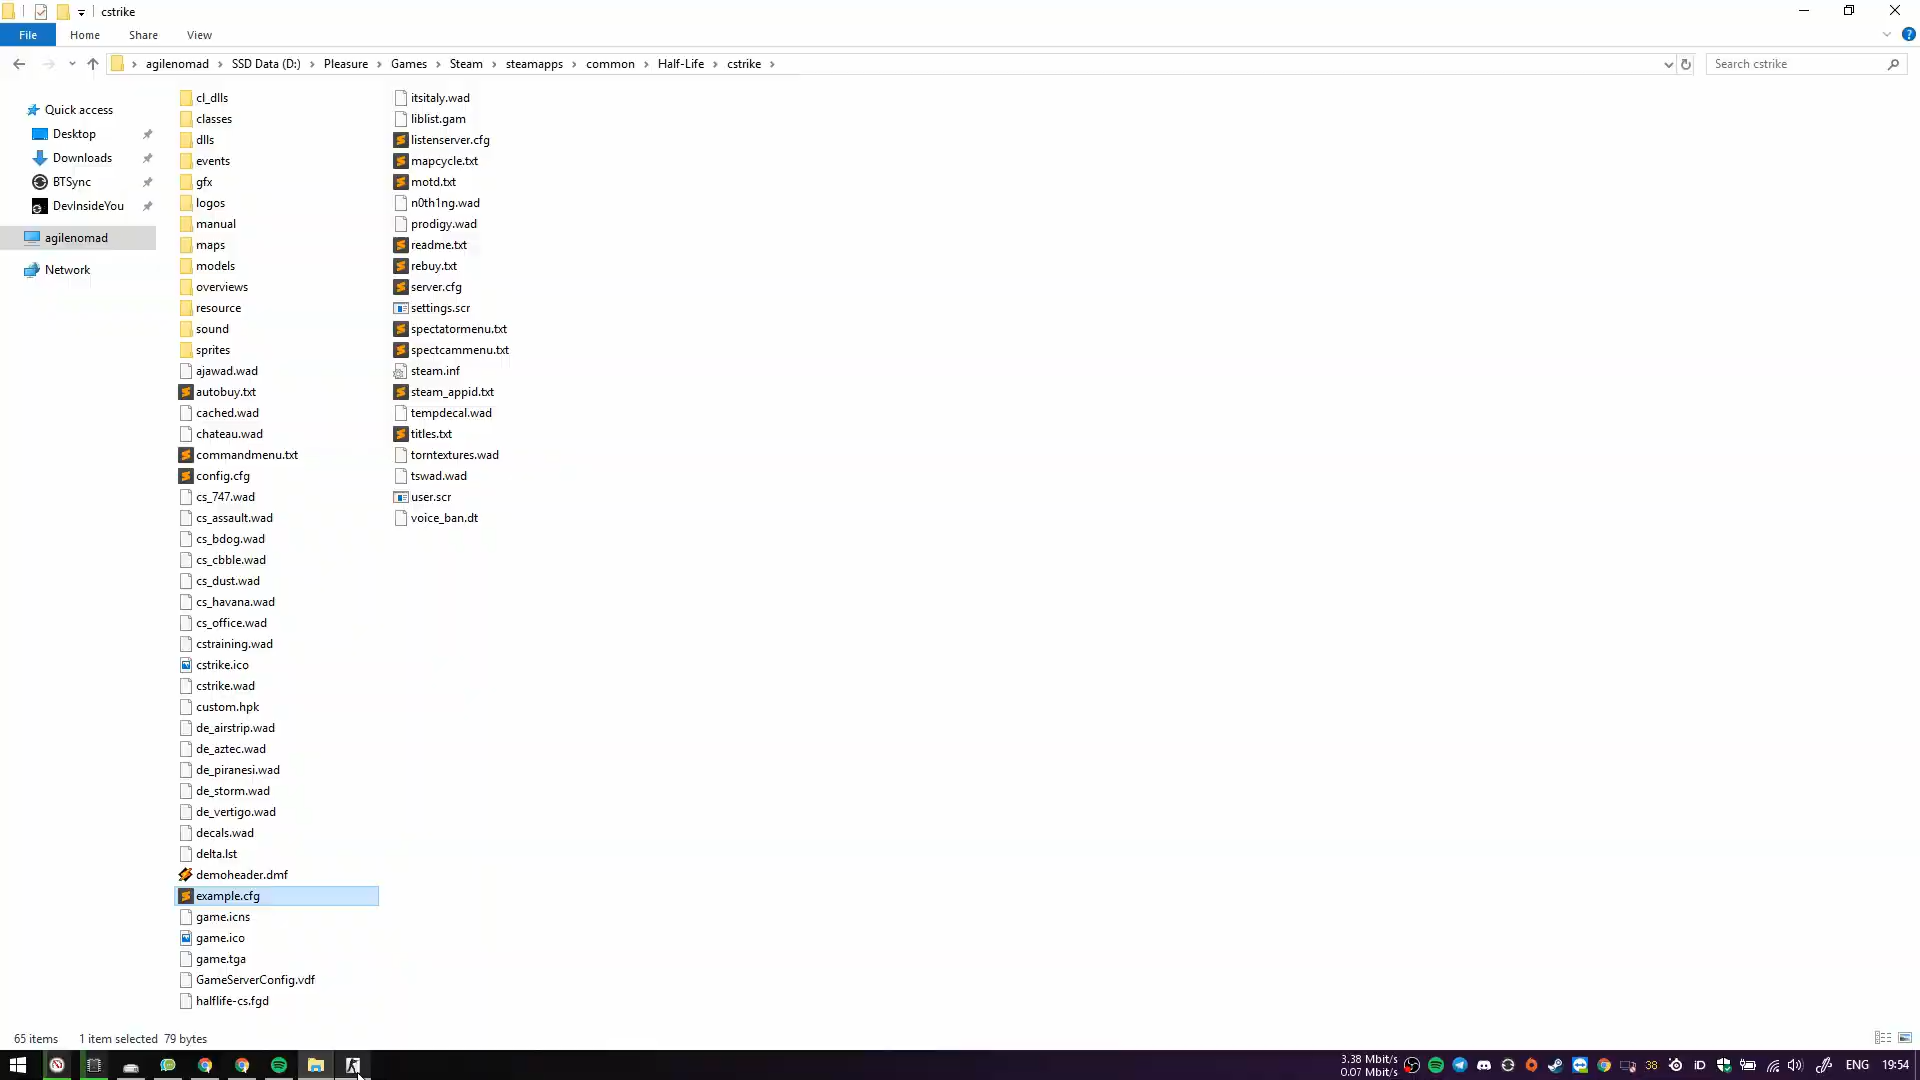 cstrike
File Home Share View
agilenomad SSD Data (D:) Pleasure Games Steam steamapps common Half-Life cstrike
Search cstrike
Quick access
Desktop
Downloads
BTSync
DevInsideYou
agilenomad
Network
cl_dlls
classes
dlls
events
gfx
logos
manual
maps
models
overviews
resource
sound
sprites
ajawad.wad
autobuy.txt
cached.wad
chateau.wad
commandmenu.txt
config.cfg
cs_747.wad
cs_assault.wad
cs_bdog.wad
cs_cbble.wad
cs_dust.wad
cs_havana.wad
cs_office.wad
cstraining.wad
cstrike.ico
cstrike.wad
custom.hpk
de_airstrip.wad
de_aztec.wad
de_piranesi.wad
de_storm.wad
de_vertigo.wad
decals.wad
delta.lst
demoheader.dmf
example.cfg
game.icns
game.ico
game.tga
GameServerConfig.vdf
halflife-cs.fgd
itsitaly.wad
liblist.gam
listenserver.cfg
mapcycle.txt
motd.txt
n0th1ng.wad
prodigy.wad
readme.txt
rebuy.txt
server.cfg
settings.scr
spectatormenu.txt
spectcammenu.txt
steam.inf
steam_appid.txt
tempdecal.wad
titles.txt
torntextures.wad
tswad.wad
user.scr
voice_ban.dt
65 items 1 item selected 79 bytes
3.38 Mbit/s
0.07 Mbit/s
38 iD ENG 19:54